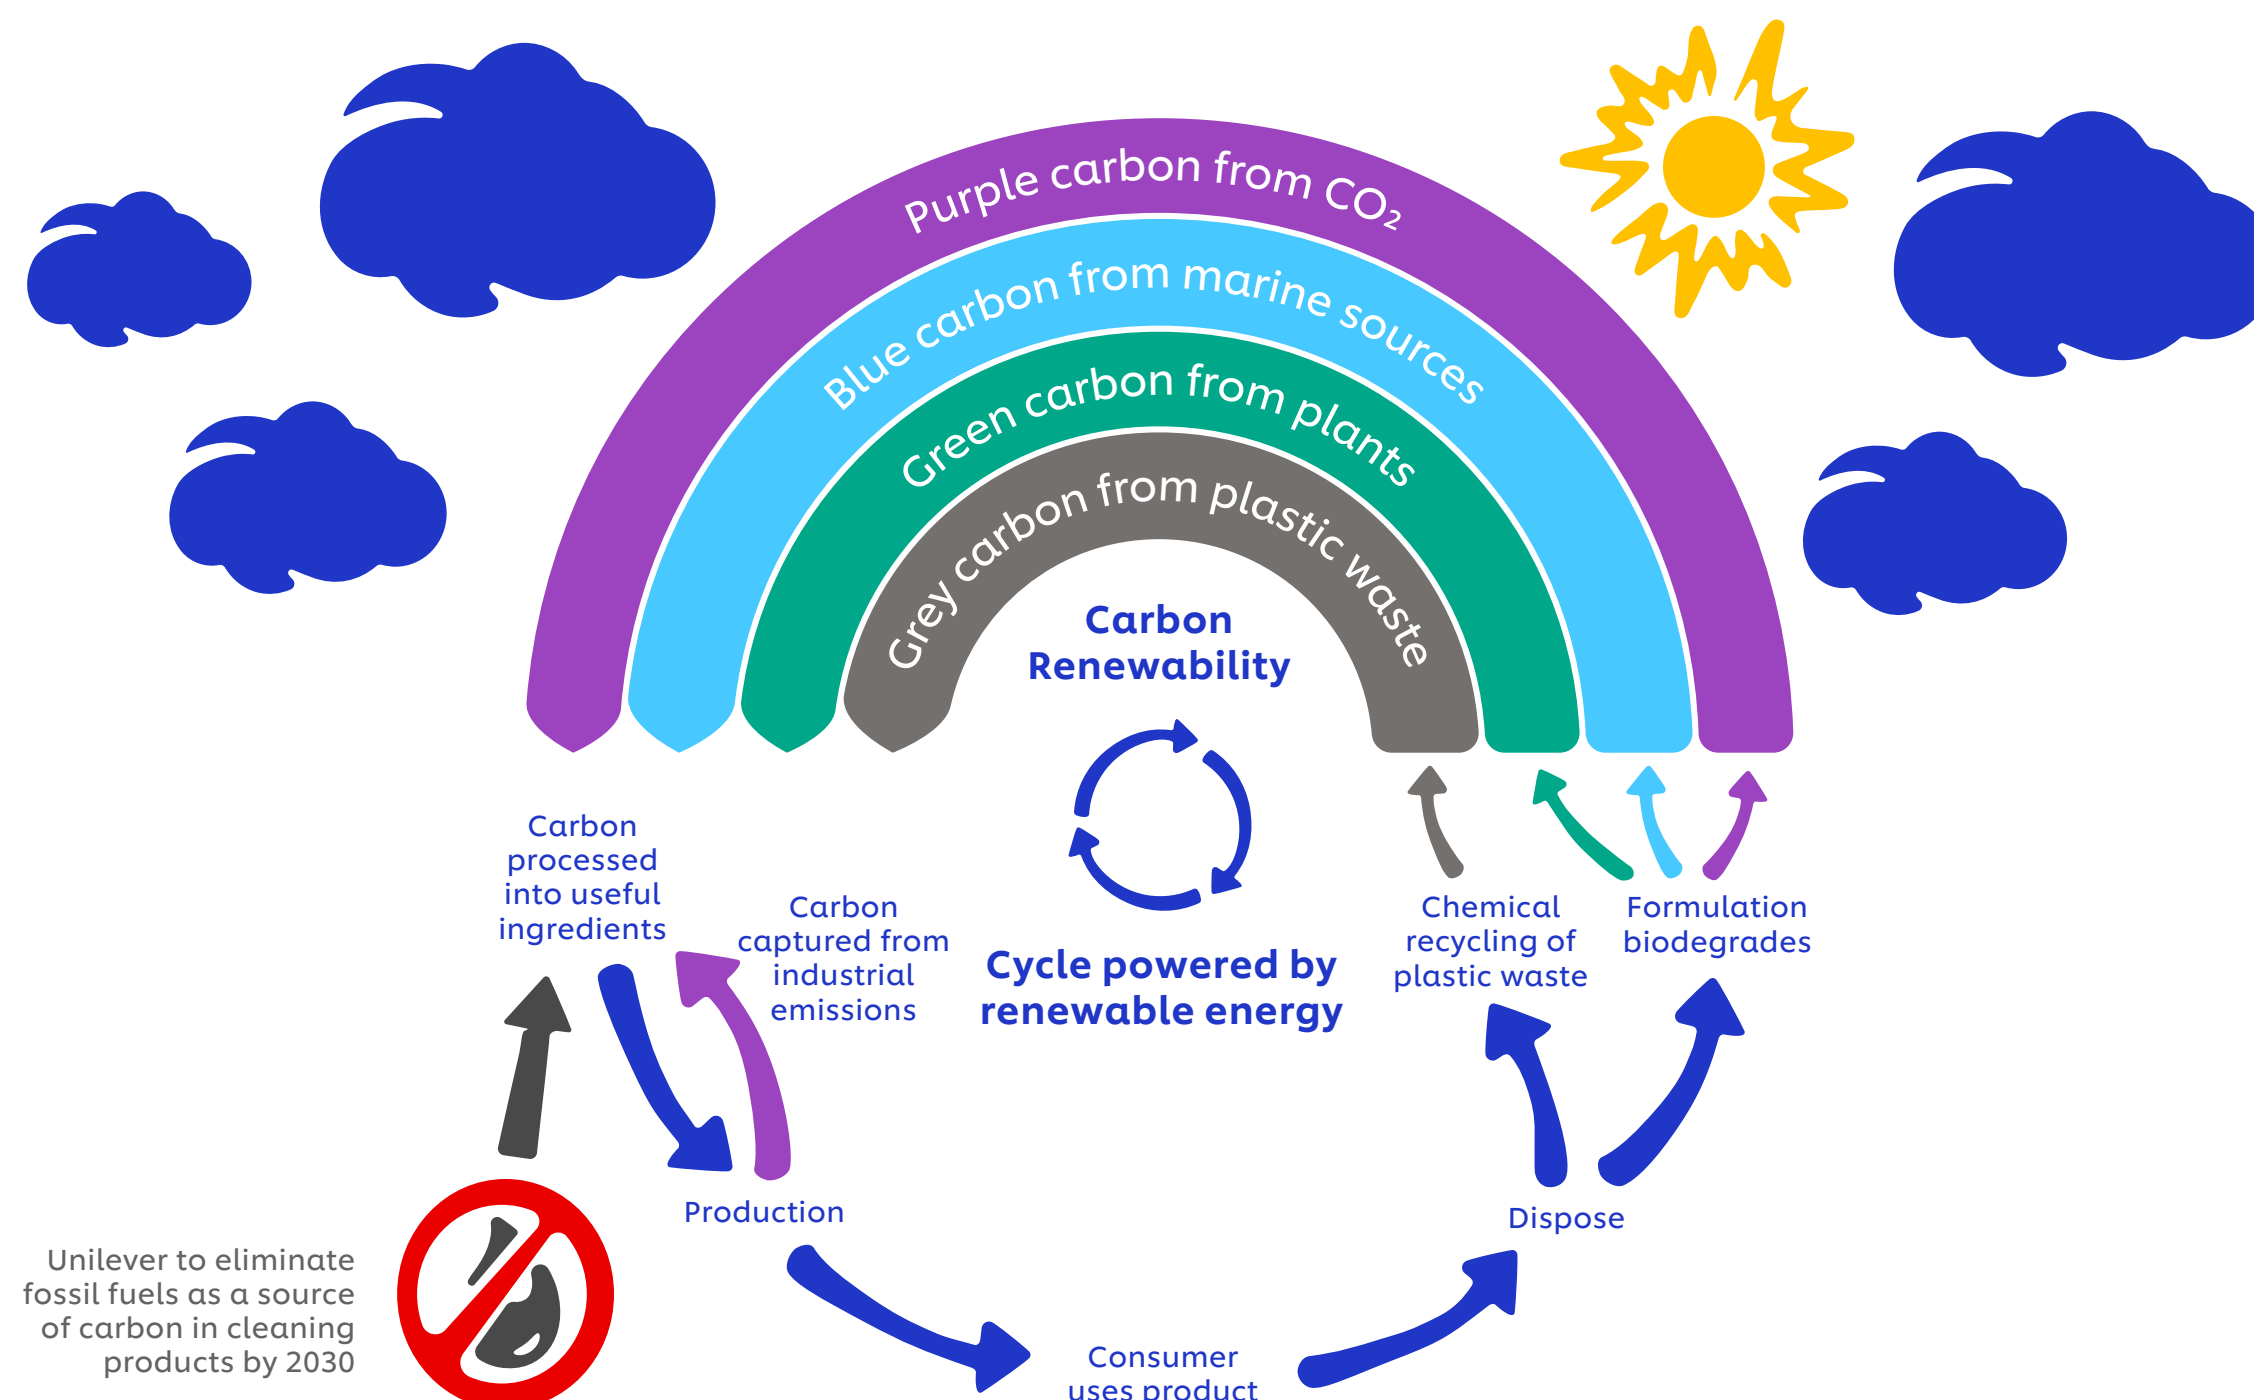 Purple carbon from CO₂
Blue carbon from marine sources
Green carbon from plants
Grey carbon from plastic waste
Carbon
Renewability
Carbon
processed
into useful
ingredients
Carbon
captured from
industrial
emissions
Cycle powered by
renewable energy
Chemical
recycling of
plastic waste
Formulation
biodegrades
Production
Dispose
Unilever to eliminate
fossil fuels as a source
of carbon in cleaning
products by 2030
Consumer
uses product